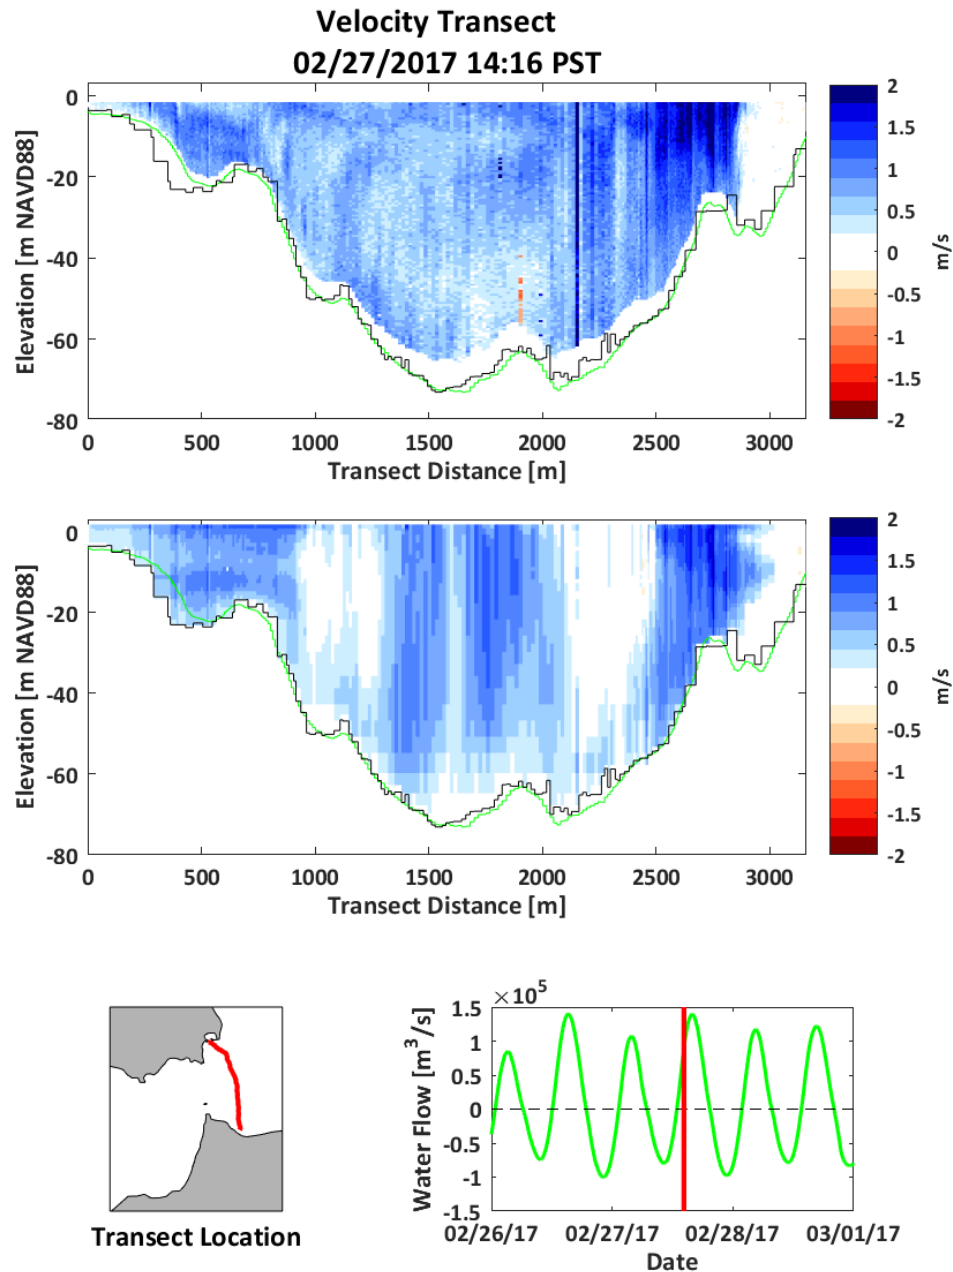 Velocity Transect
02/27/2017 14:16 PST
Elevation [m NAVD88]
0
-20
-40
-60
-80
0 500 1000 1500 2000 2500 3000
Transect Distance [m]
2
1.5
1
0.5
0
-0.5
-1
-1.5
-2
m/s
Elevation [m NAVD88]
0
-20
-40
-60
-80
0 500 1000 1500 2000 2500 3000
Transect Distance [m]
2
1.5
1
0.5
0
-0.5
-1
-1.5
-2
m/s
Transect Location
×10^5
Water Flow [m^3/s]
1.5
1
0.5
0
-0.5
-1
-1.5
02/26/17 02/27/17 02/28/17 03/01/17
Date